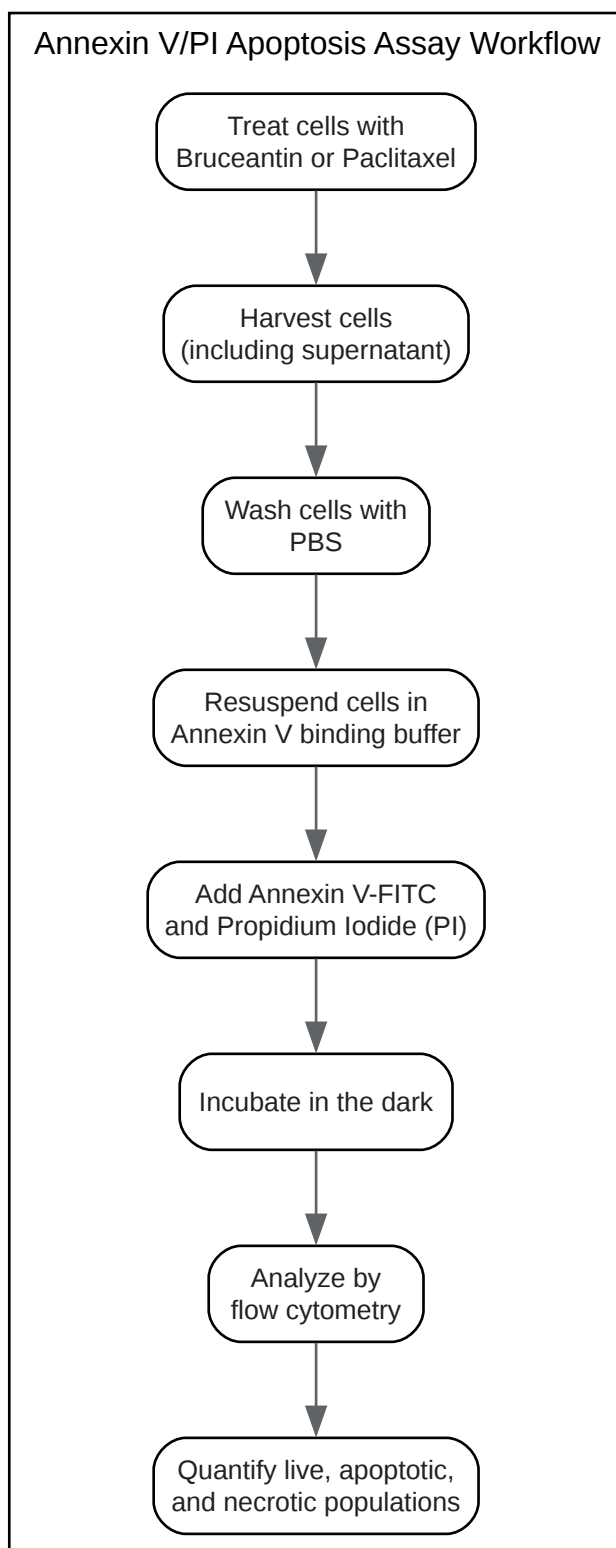 Annexin V/PI Apoptosis Assay Workflow
Treat cells with
Bruceantin or Paclitaxel
Harvest cells
(including supernatant)
Wash cells with
PBS
Resuspend cells in
Annexin V binding buffer
Add Annexin V-FITC
and Propidium Iodide (PI)
Incubate in the dark
Analyze by
flow cytometry
Quantify live, apoptotic,
and necrotic populations